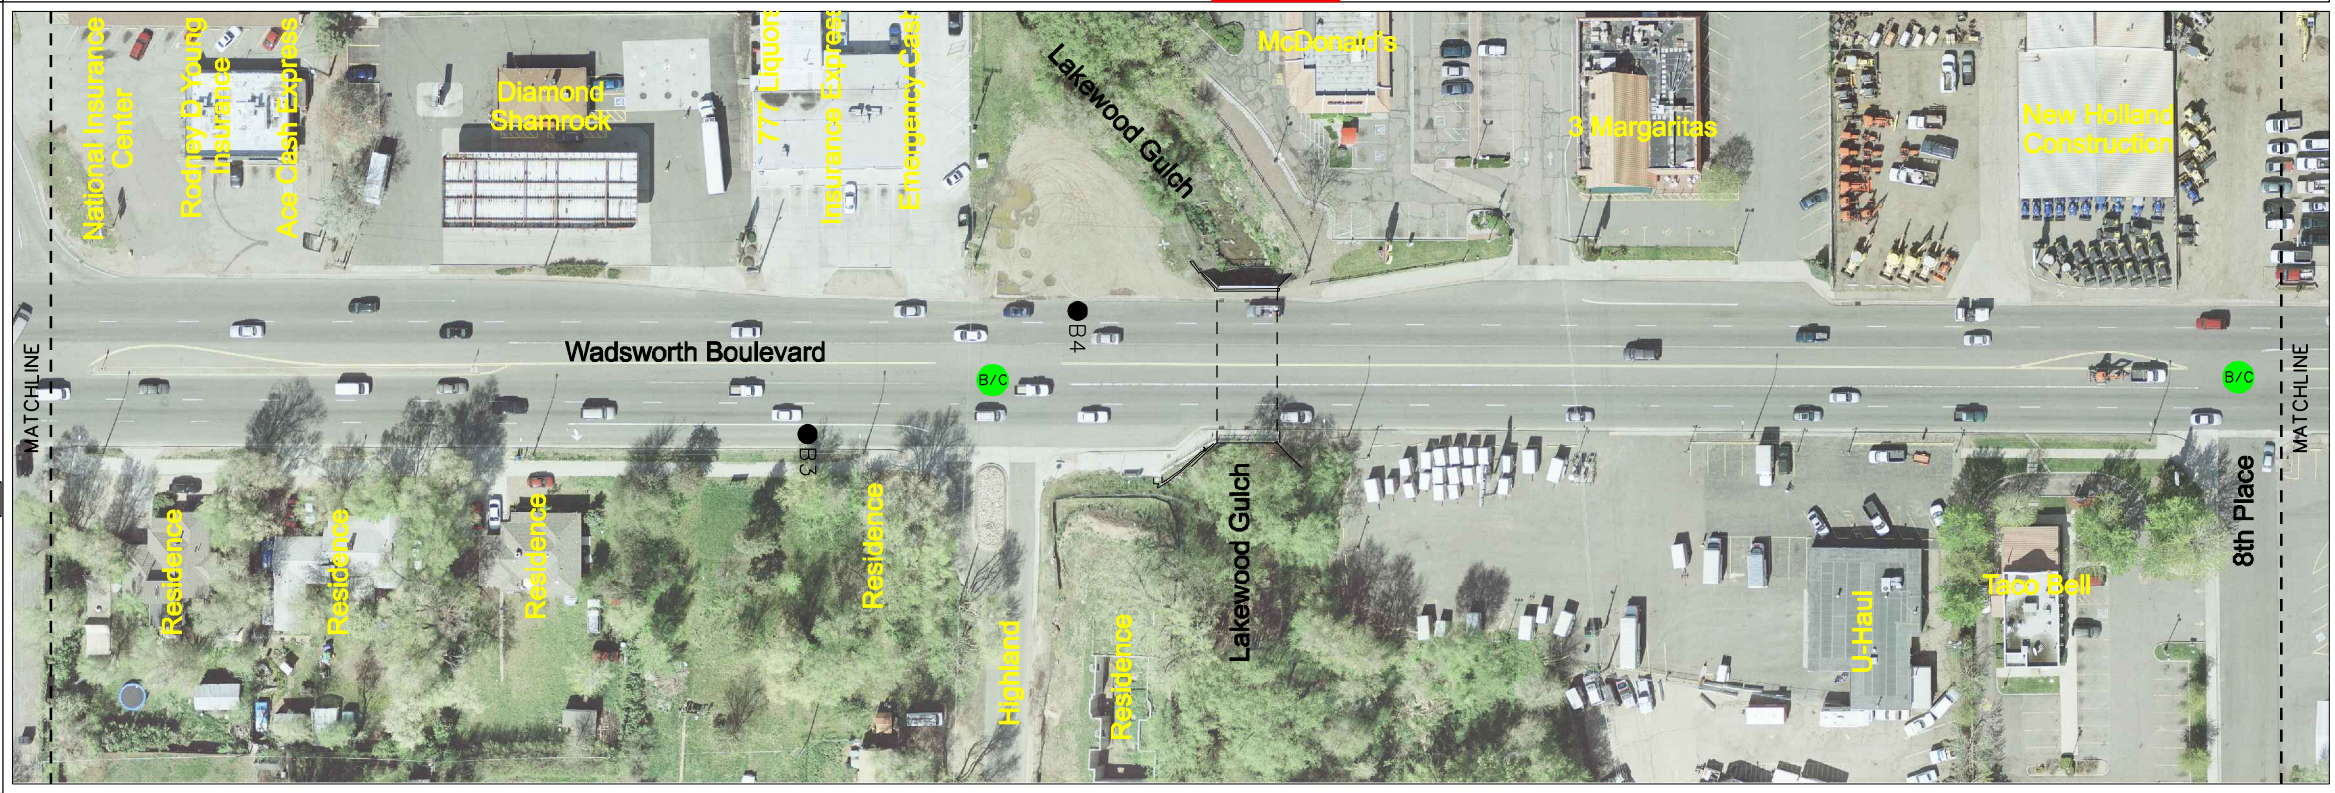 National Insurance
Center
Rodney D Young
Insurance
Ace Cash Express
Diamond
Shamrock
777 Liquors
Insurance Express
Emergency Cash
Lakewood Gulch
McDonald's
3 Margaritas
New Holland
Construction
MATCHLINE
Wadsworth Boulevard
B4
B/C
B/C
MATCHLINE
B3
Residence
Residence
Residence
Residence
Highland
Residence
Lakewood Gulch
U-Haul
Taco Bell
8th Place